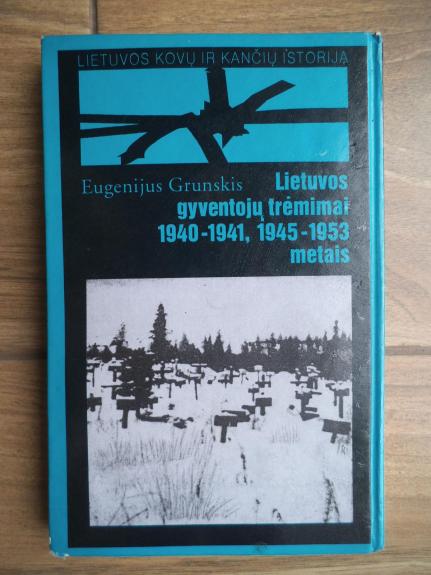 LIETUVOS KOVŲ IR KANČIŲ ISTORIJA
Eugenijus Grunskis Lietuvos
gyventojų trėmimai
1940-1941, 1945-1953
metais